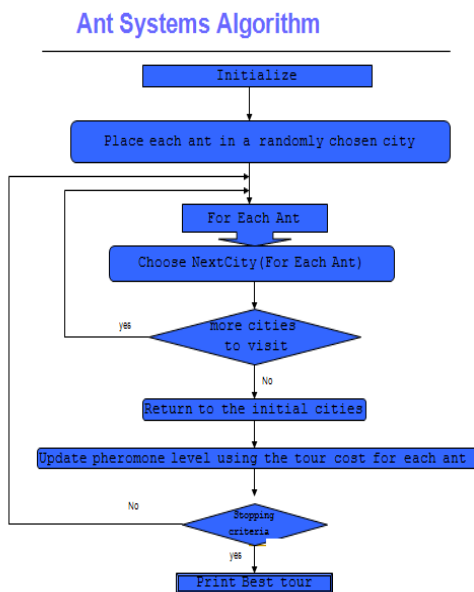 Ant Systems Algorithm
Initialize
Place each ant in a randomly chosen city
For Each Ant
Choose NextCity(For Each Ant)
yes
more cities
to visit
No
Return to the initial cities
Update pheromone level using the tour cost for each ant
No
Stopping
criteria
yes
Print Best tour